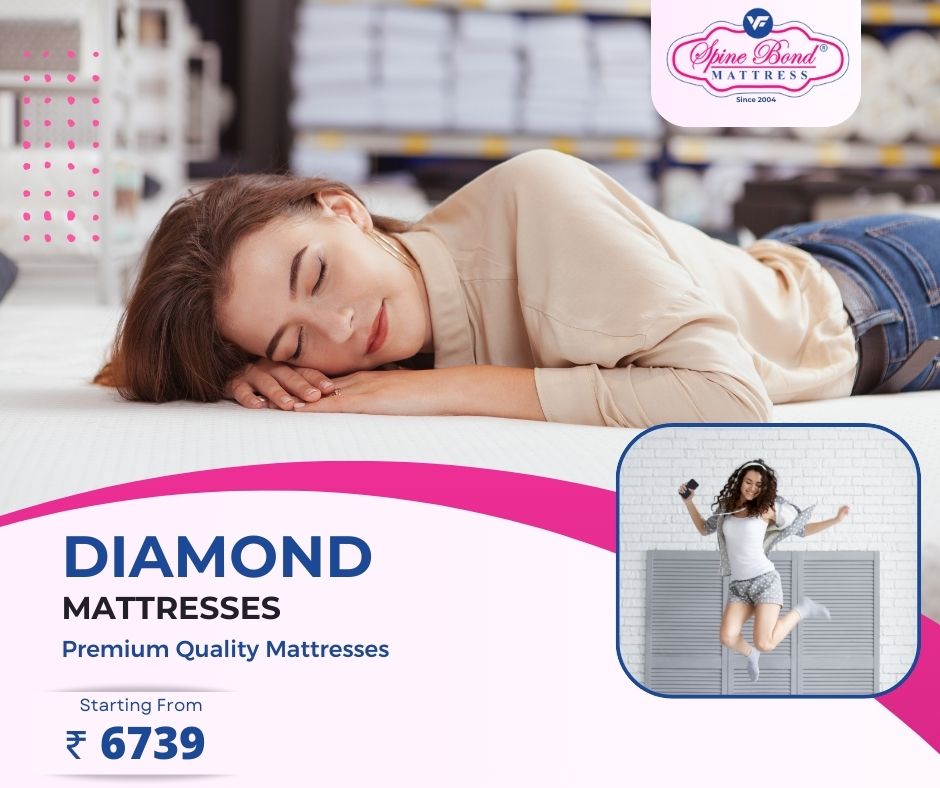 VF
Spine Bond®
MATTRESS
Since 2004
DIAMOND
MATTRESSES
Premium Quality Mattresses
Starting From
₹ 6739